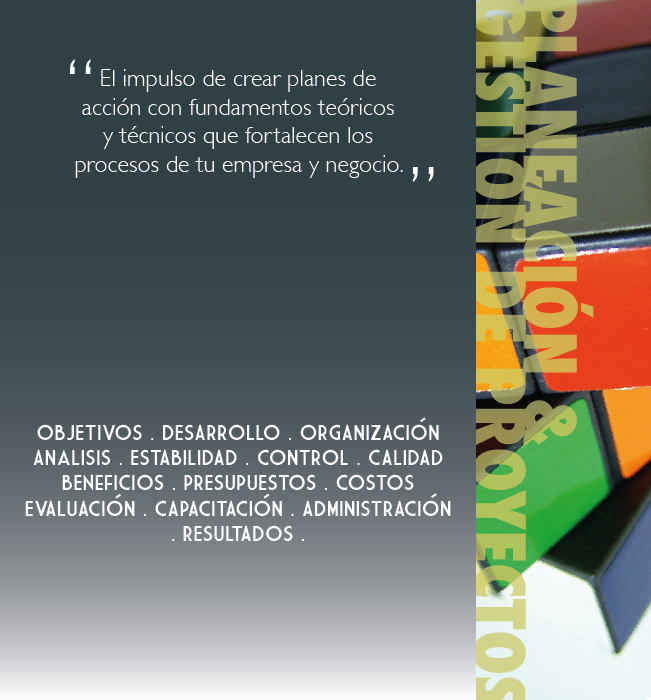 “ El impulso de crear planes de
acción con fundamentos teóricos
y técnicos que fortalecen los
procesos de tu empresa y negocio. ,,
OBJETIVOS . DESARROLLO . ORGANIZACIÓN
ANALISIS . ESTABILIDAD . CONTROL . CALIDAD
BENEFICIOS . PRESUPUESTOS . COSTOS
EVALUACIÓN . CAPACITACIÓN . ADMINISTRACIÓN
. RESULTADOS .
PLANEACIÓN &
GESTIÓN DE PROYECTOS